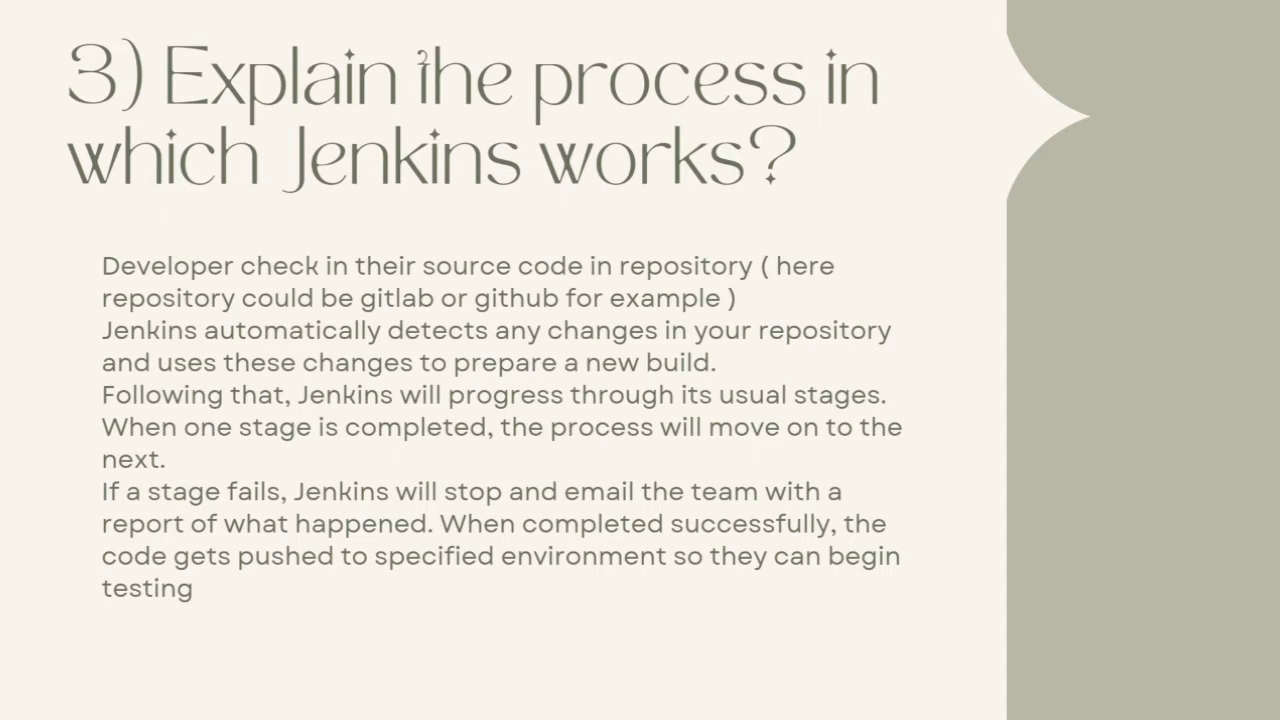 3) Explain the process in
which Jenkins works?
Developer check in their source code in repository ( here
repository could be gitlab or github for example )
Jenkins automatically detects any changes in your repository
and uses these changes to prepare a new build.
Following that, Jenkins will progress through its usual stages.
When one stage is completed, the process will move on to the
next.
If a stage fails, Jenkins will stop and email the team with a
report of what happened. When completed successfully, the
code gets pushed to specified environment so they can begin
testing